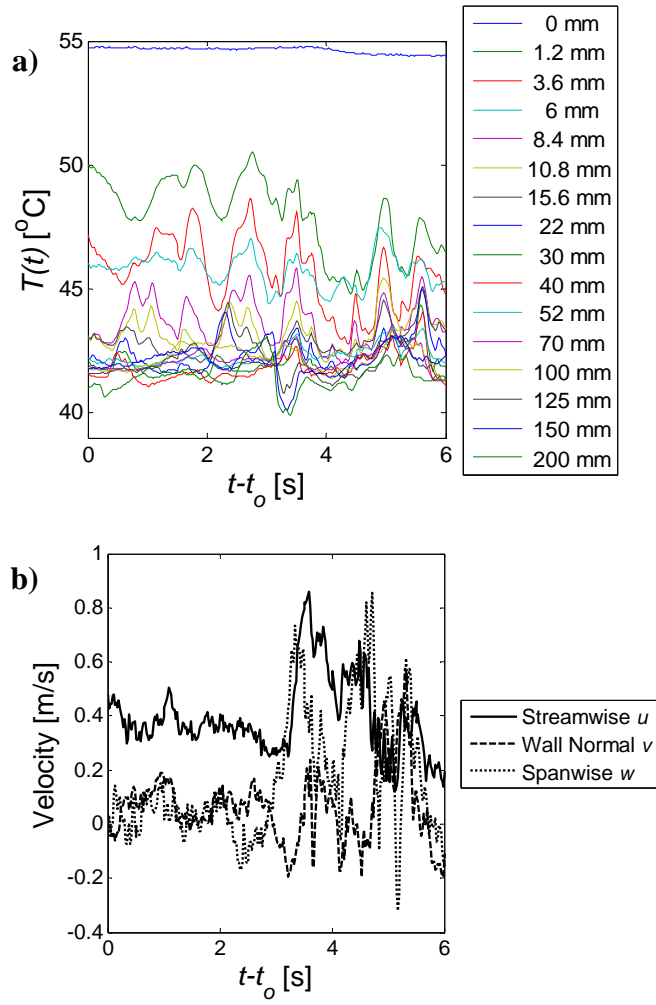 a)
55
50
45
40
T(t) [°C]
0 2 4 6
t-to [s]
0 mm
1.2 mm
3.6 mm
6 mm
8.4 mm
10.8 mm
15.6 mm
22 mm
30 mm
40 mm
52 mm
70 mm
100 mm
125 mm
150 mm
200 mm
b)
1
0.8
0.6
0.4
0.2
0
-0.2
-0.4
Velocity [m/s]
0 2 4 6
t-to [s]
Streamwise u
Wall Normal v
Spanwise w